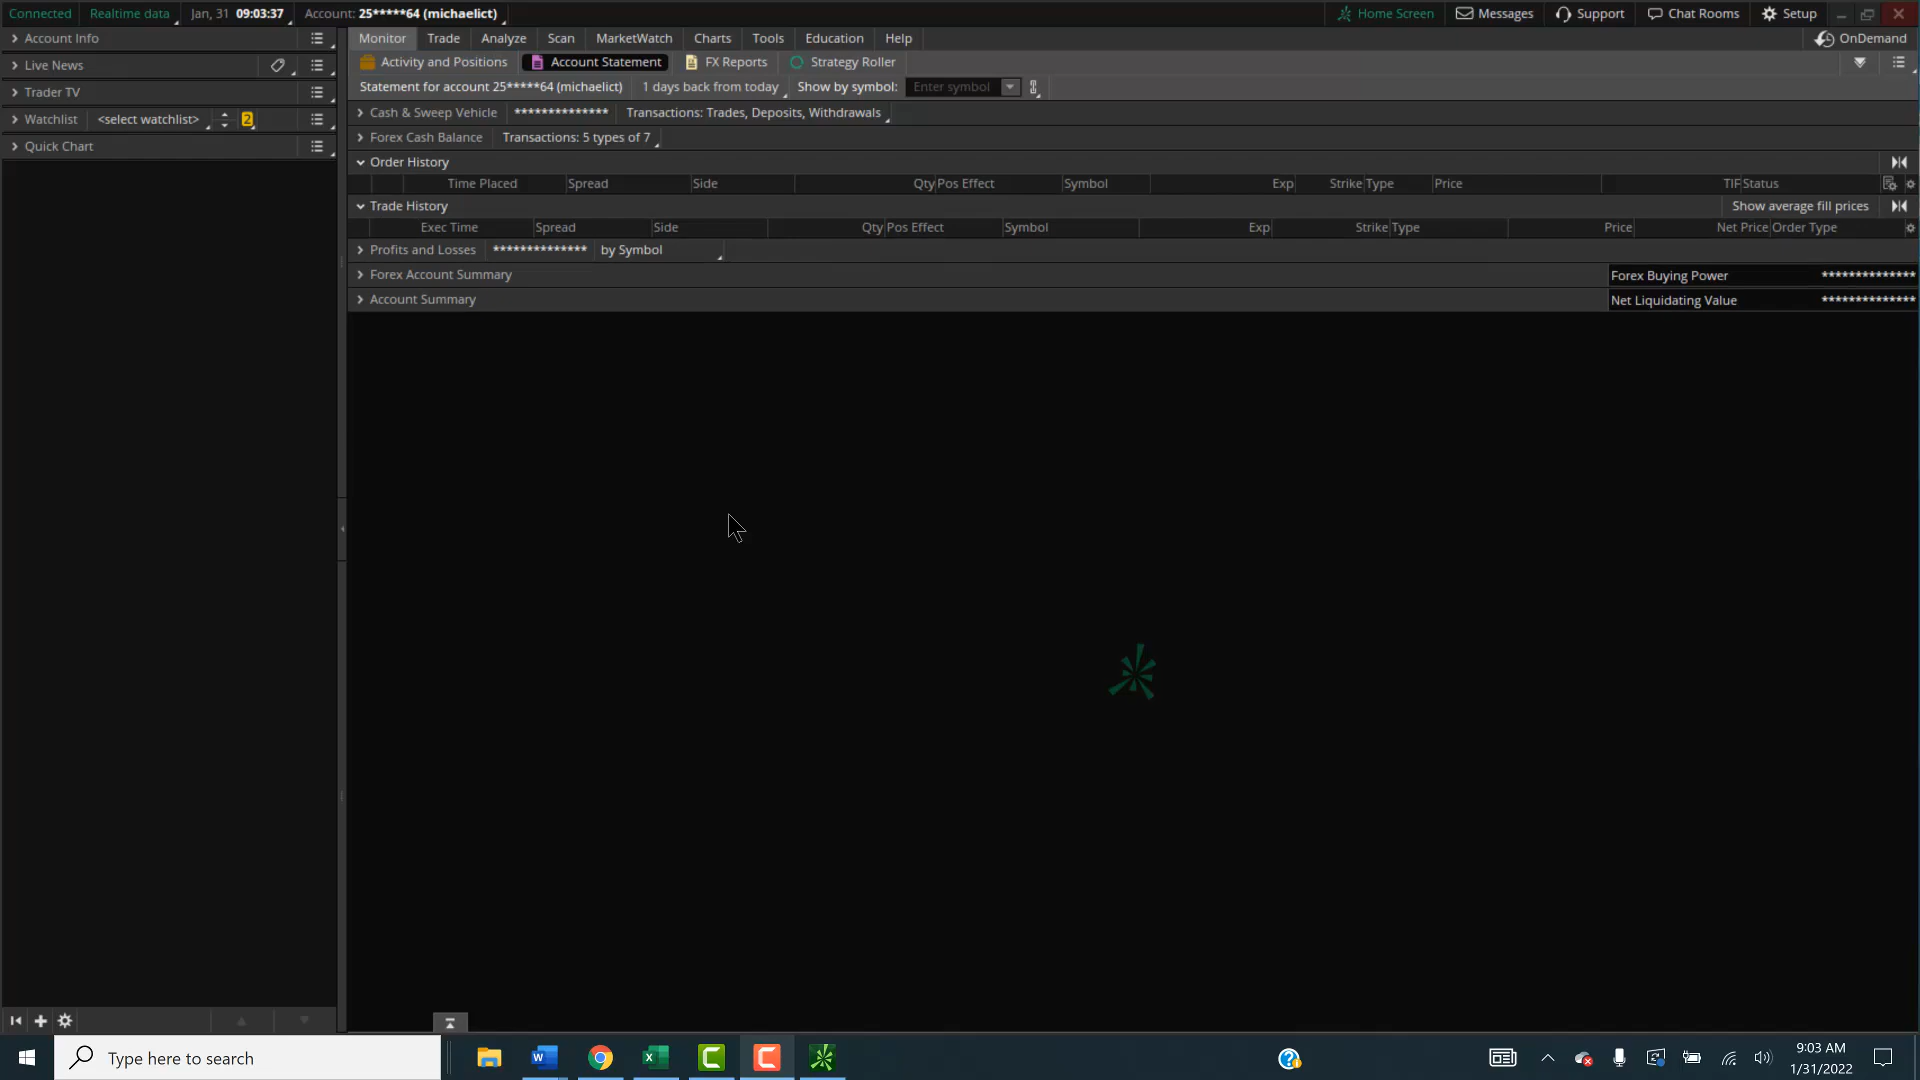 Connected Realtime data Jan, 31 09:03:37 Account: 25*****64 (michaelict) Home Screen Messages Support Chat Rooms Setup
Account Info Monitor Trade Analyze Scan MarketWatch Charts Tools Education Help OnDemand
Live News Activity and Positions Account Statement FX Reports Strategy Roller
Trader TV Statement for account 25*****64 (michaelict) 1 days back from today Show by symbol: Enter symbol
Watchlist <select watchlist> 2 Cash & Sweep Vehicle ************** Transactions: Trades, Deposits, Withdrawals
Quick Chart Forex Cash Balance Transactions: 5 types of 7
Order History
Time Placed Spread Side Qty Pos Effect Symbol Exp Strike Type Price TIF Status
Trade History Show average fill prices
Exec Time Spread Side Qty Pos Effect Symbol Exp Strike Type Price Net Price Order Type
Profits and Losses ************** by Symbol
Forex Account Summary Forex Buying Power **************
Account Summary Net Liquidating Value **************
Type here to search 9:03 AM
1/31/2022